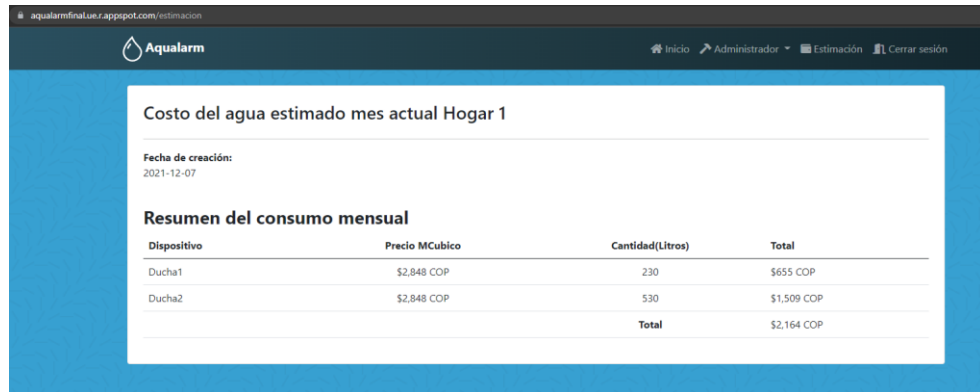 aqualarmfinal.ue.r.appspot.com/estimacion
Aqualarm Inicio Administrador Estimación Cerrar sesión
Costo del agua estimado mes actual Hogar 1
Fecha de creación:
2021-12-07
Resumen del consumo mensual
Dispositivo Precio MCubico Cantidad(Litros) Total
Ducha1 $2,848 COP 230 $655 COP
Ducha2 $2,848 COP 530 $1,509 COP
Total $2,164 COP